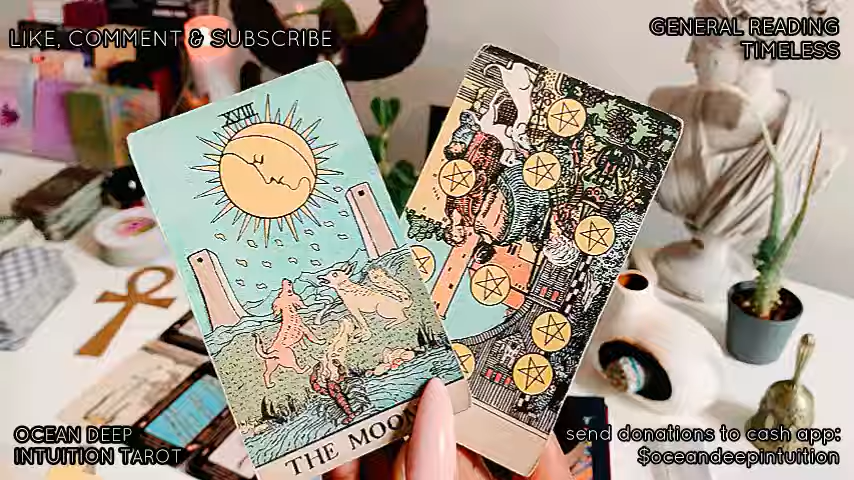 LIKE, COMMENT & SUBSCRIBE
GENERAL READING
TIMELESS
XVIII
THE MOON
OCEAN DEEP
INTUITION TAROT
send donations to cash app:
$oceandeepintuition